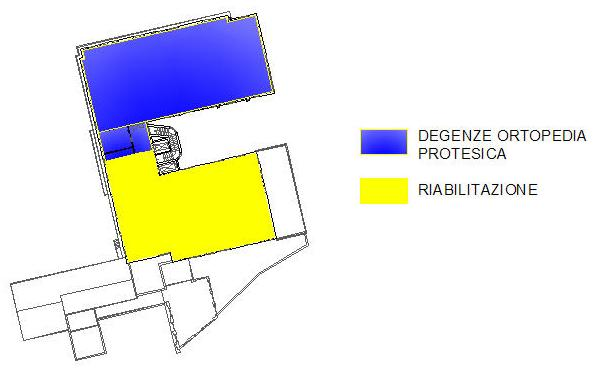 DEGENZE ORTOPEDIA
PROTESICA
RIABILITAZIONE